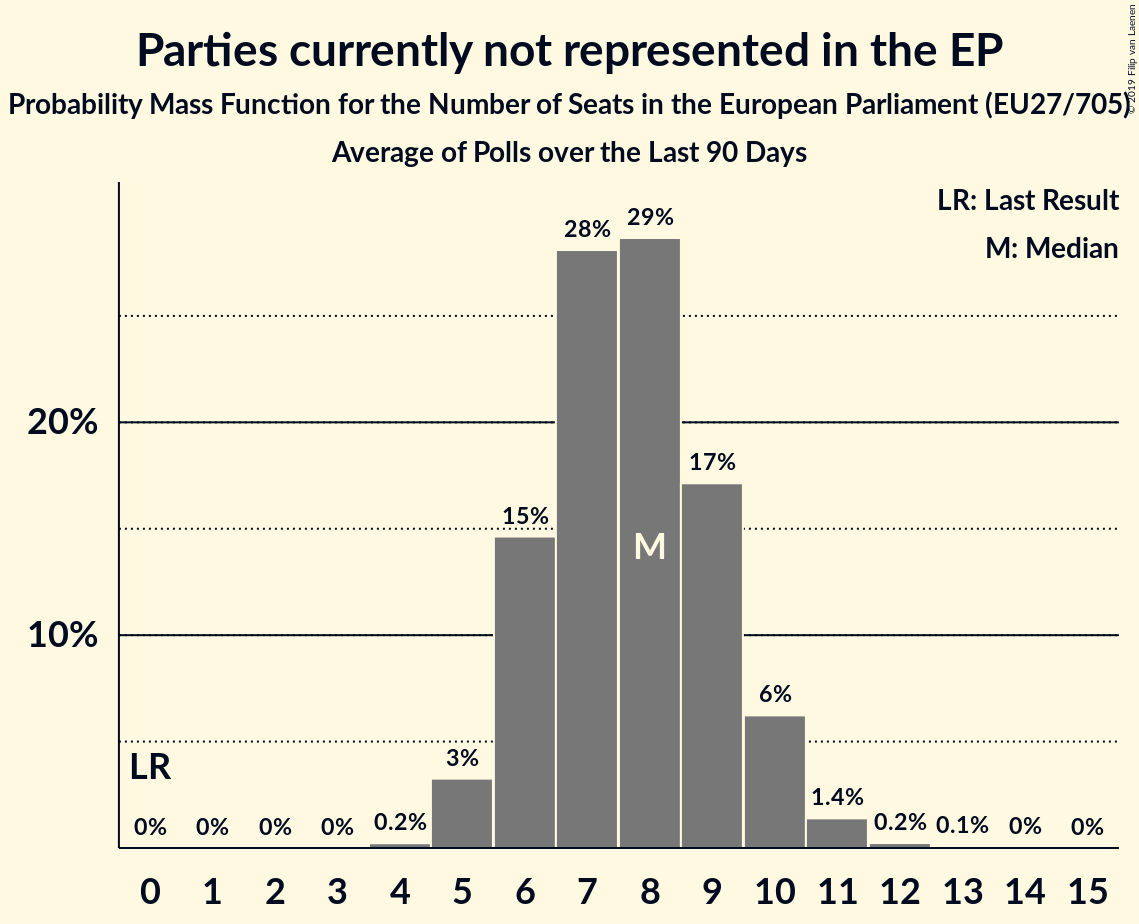 Parties currently not represented in the EP
Probability Mass Function for the Number of Seats in the European Parliament (EU27/705)
Average of Polls over the Last 90 Days
© 2019 Filip van Laenen
LR: Last Result
M: Median
20%
10%
LR
M
0% 0% 0% 0% 0.2% 3% 15% 28% 29% 17% 6% 1.4% 0.2% 0.1% 0% 0%
0 1 2 3 4 5 6 7 8 9 10 11 12 13 14 15